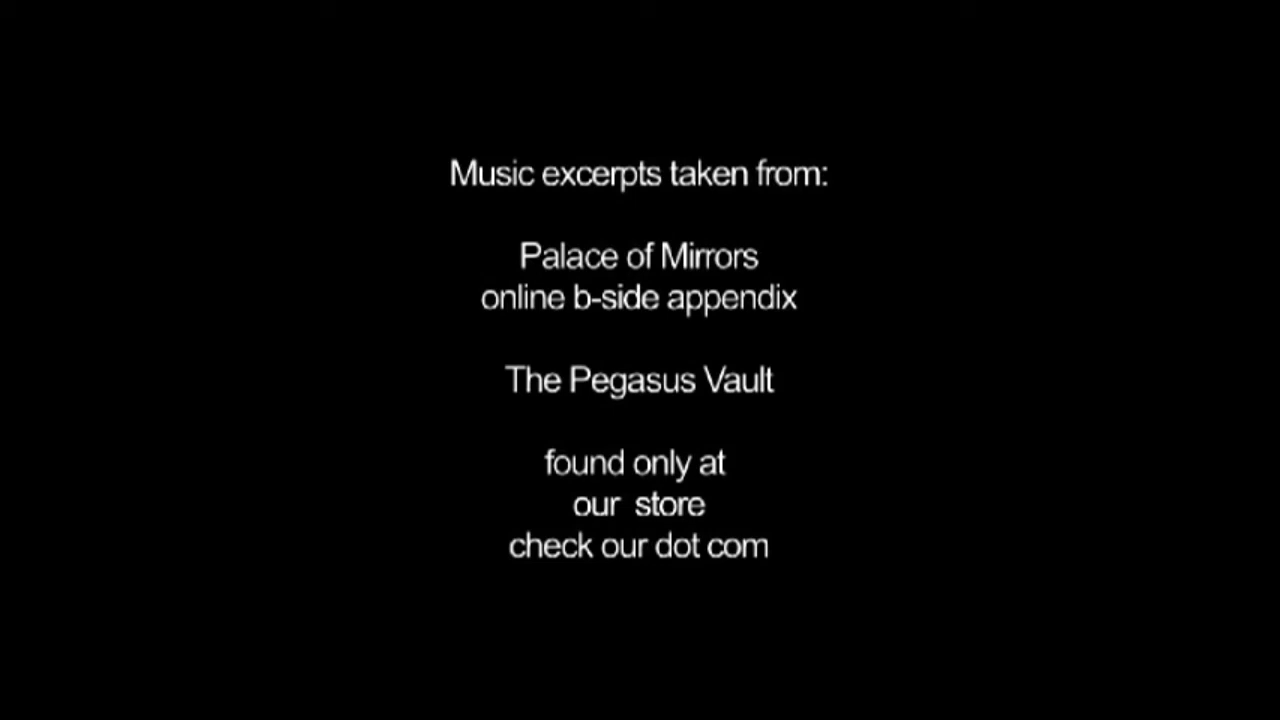 Music excerpts taken from:
Palace of Mirrors
online b-side appendix
The Pegasus Vault
found only at
our store
check our dot com